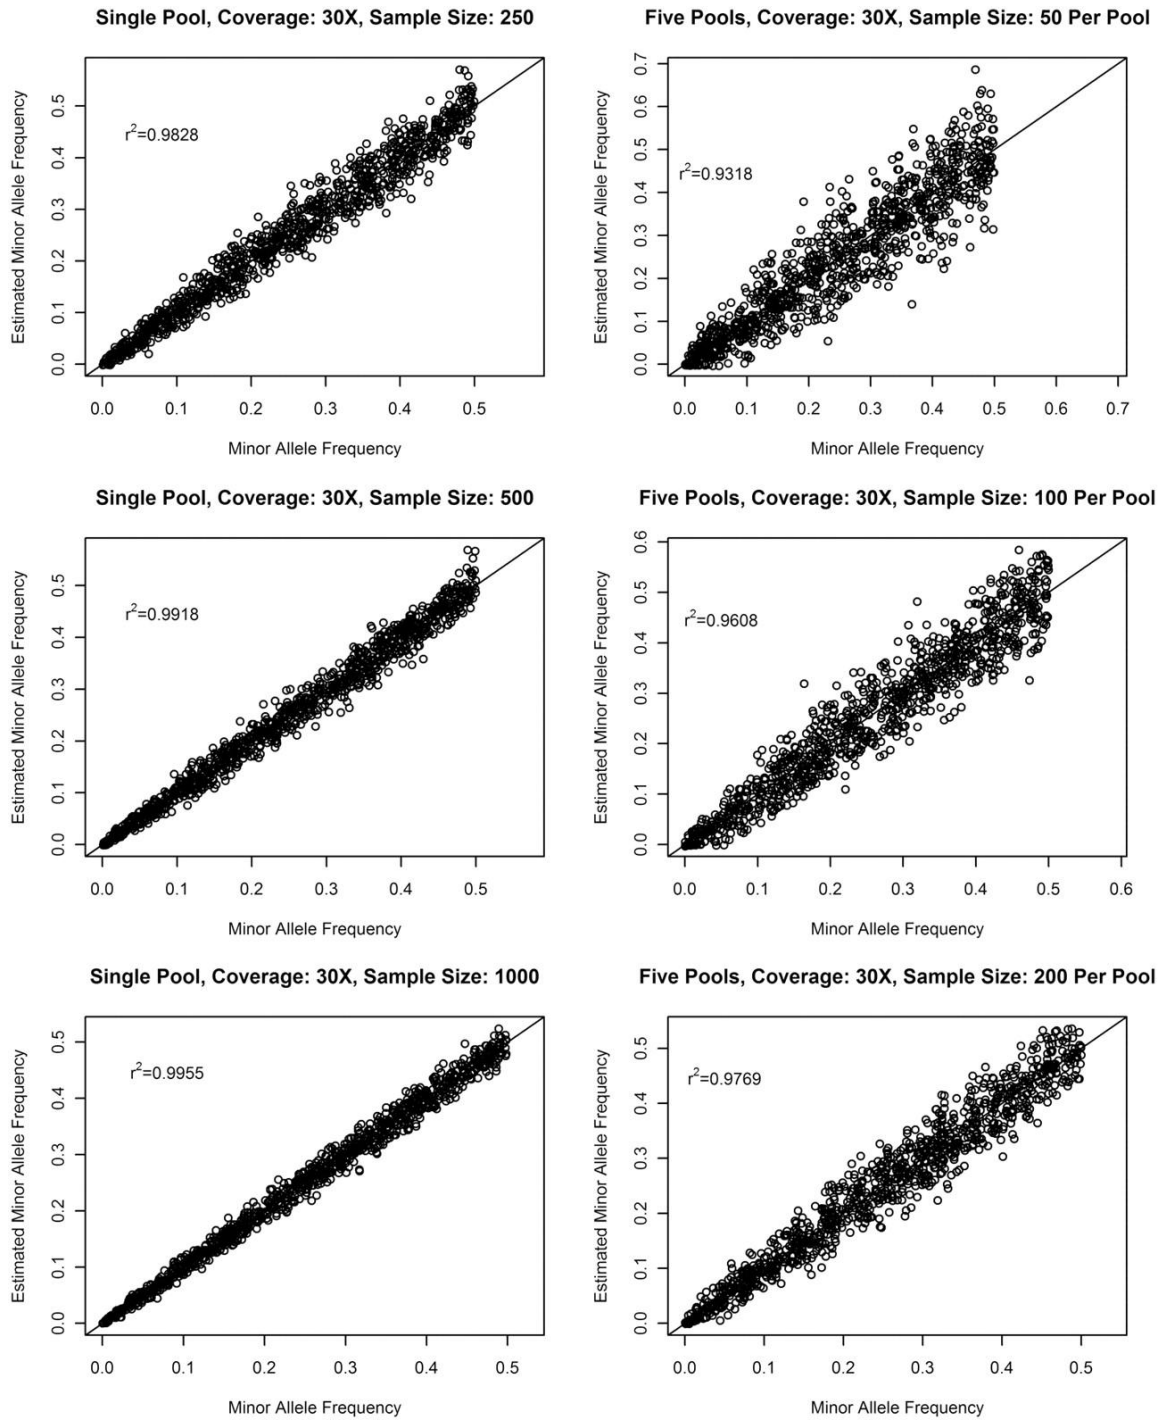 Single Pool, Coverage: 30X, Sample Size: 250
Estimated Minor Allele Frequency
0.0 0.1 0.2 0.3 0.4 0.5
r²=0.9828
0.0 0.1 0.2 0.3 0.4 0.5
Minor Allele Frequency
Five Pools, Coverage: 30X, Sample Size: 50 Per Pool
Estimated Minor Allele Frequency
0.0 0.1 0.2 0.3 0.4 0.5 0.6 0.7
r²=0.9318
0.0 0.1 0.2 0.3 0.4 0.5 0.6 0.7
Minor Allele Frequency
Single Pool, Coverage: 30X, Sample Size: 500
Estimated Minor Allele Frequency
0.0 0.1 0.2 0.3 0.4 0.5
r²=0.9918
0.0 0.1 0.2 0.3 0.4 0.5
Minor Allele Frequency
Five Pools, Coverage: 30X, Sample Size: 100 Per Pool
Estimated Minor Allele Frequency
0.0 0.1 0.2 0.3 0.4 0.5 0.6
r²=0.9608
0.0 0.1 0.2 0.3 0.4 0.5 0.6
Minor Allele Frequency
Single Pool, Coverage: 30X, Sample Size: 1000
Estimated Minor Allele Frequency
0.0 0.1 0.2 0.3 0.4 0.5
r²=0.9955
0.0 0.1 0.2 0.3 0.4 0.5
Minor Allele Frequency
Five Pools, Coverage: 30X, Sample Size: 200 Per Pool
Estimated Minor Allele Frequency
0.0 0.1 0.2 0.3 0.4 0.5
r²=0.9769
0.0 0.1 0.2 0.3 0.4 0.5
Minor Allele Frequency